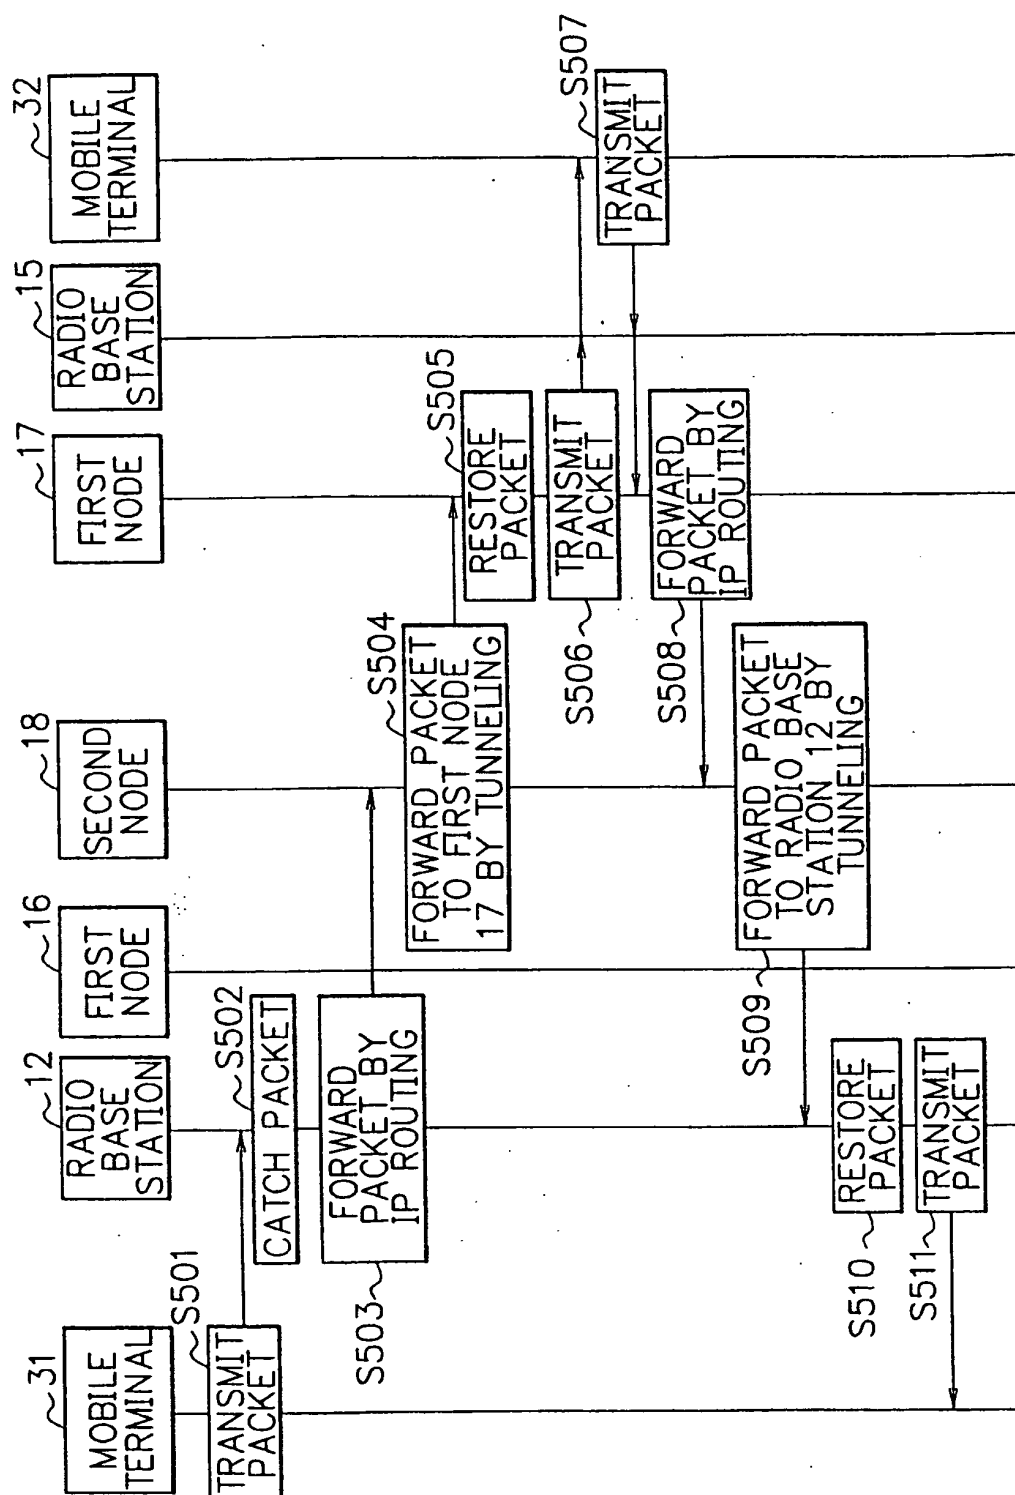 31
MOBILE
TERMINAL
12
RADIO
BASE
STATION
16
FIRST
NODE
18
SECOND
NODE
17
FIRST
NODE
15
RADIO
BASE
STATION
32
MOBILE
TERMINAL
S501
TRANSMIT
PACKET
S502
CATCH PACKET
S503
FORWARD
PACKET BY
IP ROUTING
S504
FORWARD PACKET
TO FIRST NODE
17 BY TUNNELING
S505
RESTORE
PACKET
S506
TRANSMIT
PACKET
S507
TRANSMIT
PACKET
S508
FORWARD
PACKET BY
IP ROUTING
S509
FORWARD PACKET
TO RADIO BASE
STATION 12 BY
TUNNELING
S510
RESTORE
PACKET
S511
TRANSMIT
PACKET